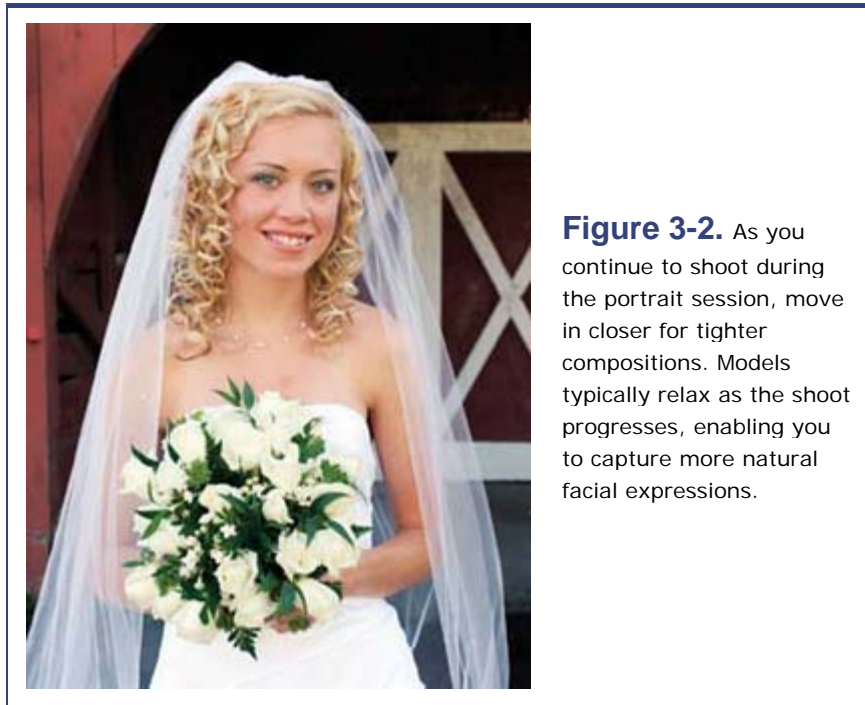 Figure 3-2. As you
continue to shoot during
the portrait session, move
in closer for tighter
compositions. Models
typically relax as the shoot
progresses, enabling you
to capture more natural
facial expressions.